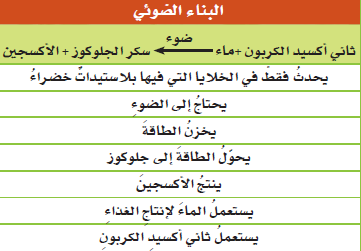 البناء الضوئي
ضوء
ثاني أكسيد الكربون +ماء ⟵ سكر الجلوكوز + الأكسجين
يحدثُ فقطْ في الخلايا التي فيها بلاستيداتٌ خضراءُ
يحتاجُ إلى الضوءِ
يخزنُ الطاقةَ
يحوّلُ الطاقةَ إلى جلوكوز
ينتجُ الأكسجينَ
يستعملُ الماءَ لإنتاجِ الغذاءِ
يستعملُ ثاني أكسيدِ الكربونِ